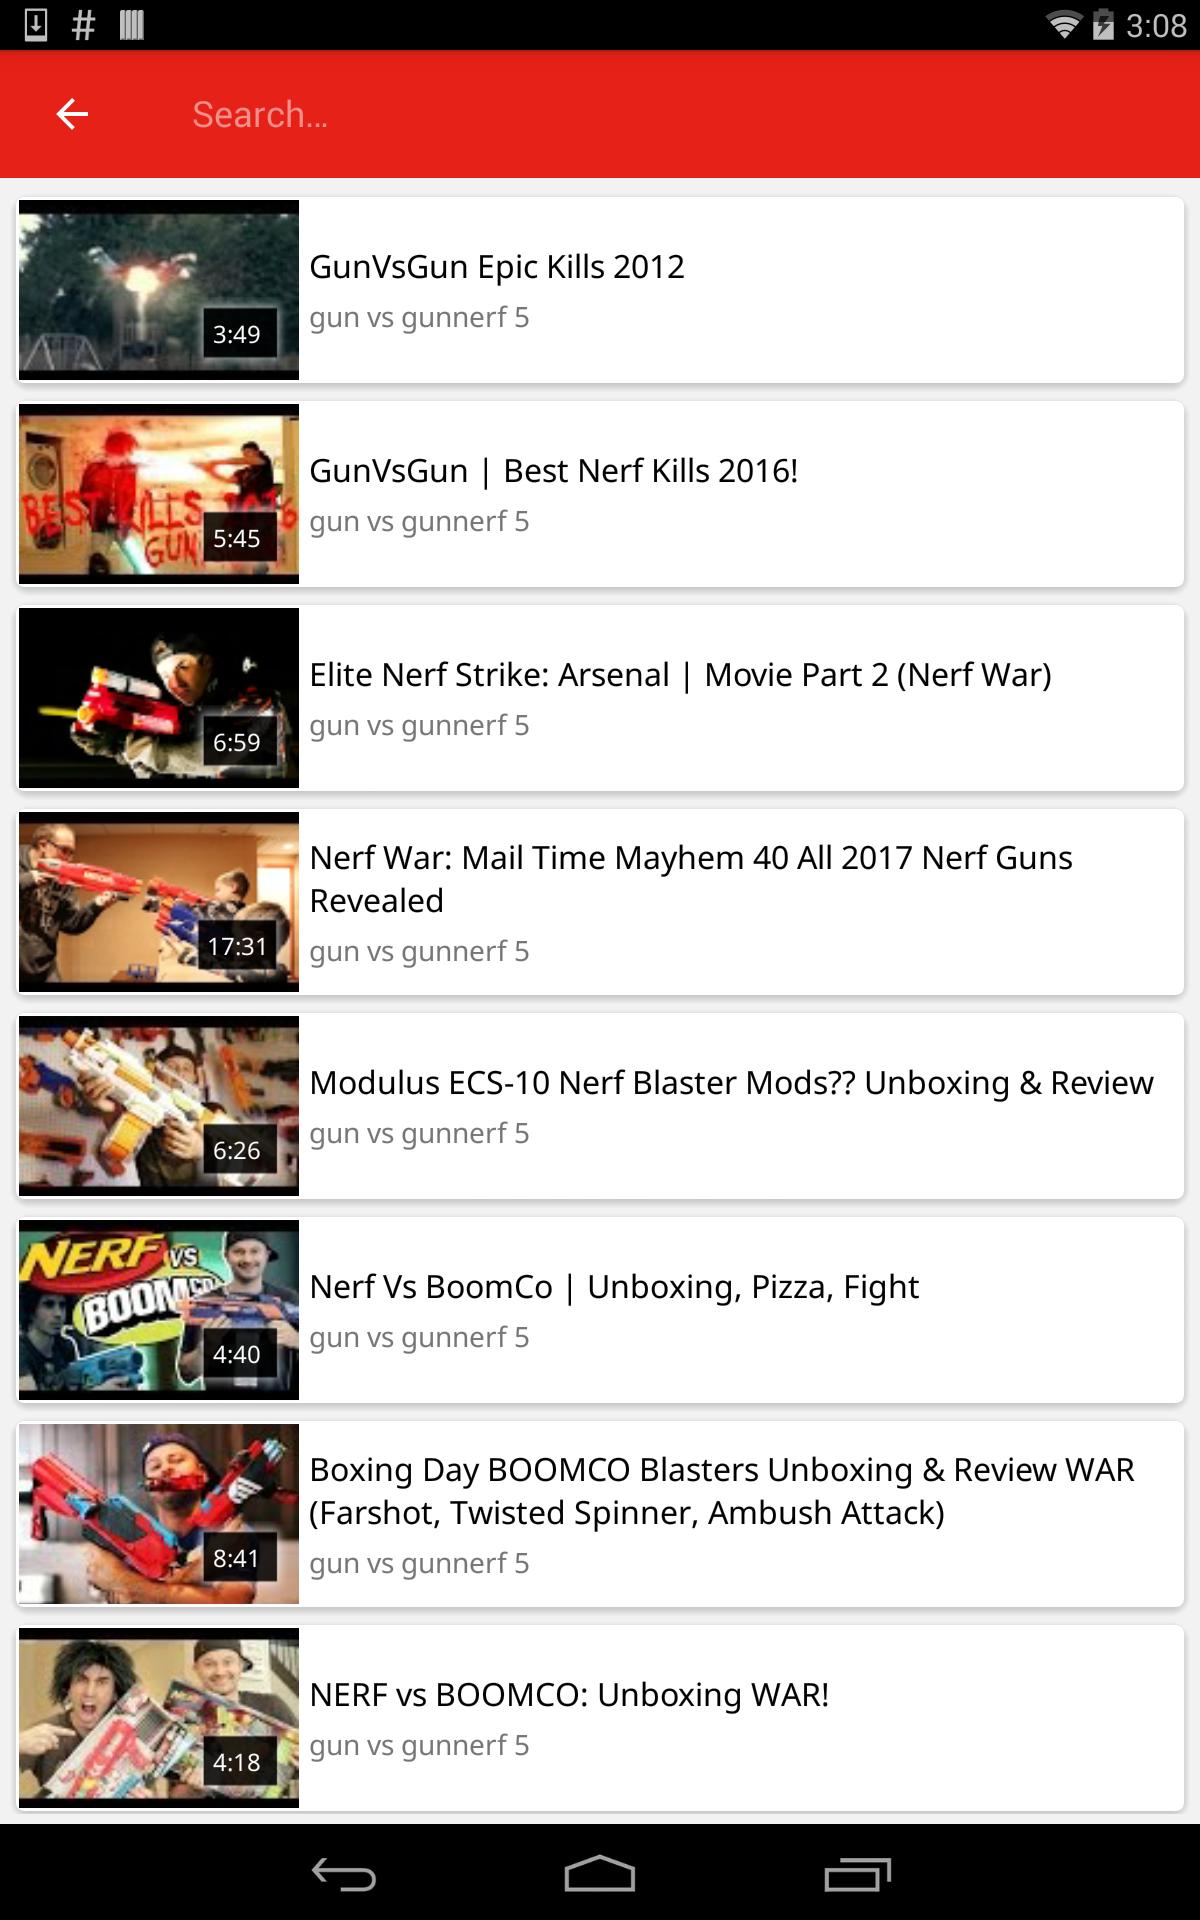 3:08
Search...
3:49
GunVsGun Epic Kills 2012
gun vs gunnerf 5
BEST KILLS 2016
GUN
5:45
GunVsGun | Best Nerf Kills 2016!
gun vs gunnerf 5
6:59
Elite Nerf Strike: Arsenal | Movie Part 2 (Nerf War)
gun vs gunnerf 5
17:31
Nerf War: Mail Time Mayhem 40 All 2017 Nerf Guns
Revealed
gun vs gunnerf 5
6:26
Modulus ECS-10 Nerf Blaster Mods?? Unboxing & Review
gun vs gunnerf 5
NERF VS
BOOMCO
4:40
Nerf Vs BoomCo | Unboxing, Pizza, Fight
gun vs gunnerf 5
8:41
Boxing Day BOOMCO Blasters Unboxing & Review WAR
(Farshot, Twisted Spinner, Ambush Attack)
gun vs gunnerf 5
4:18
NERF vs BOOMCO: Unboxing WAR!
gun vs gunnerf 5